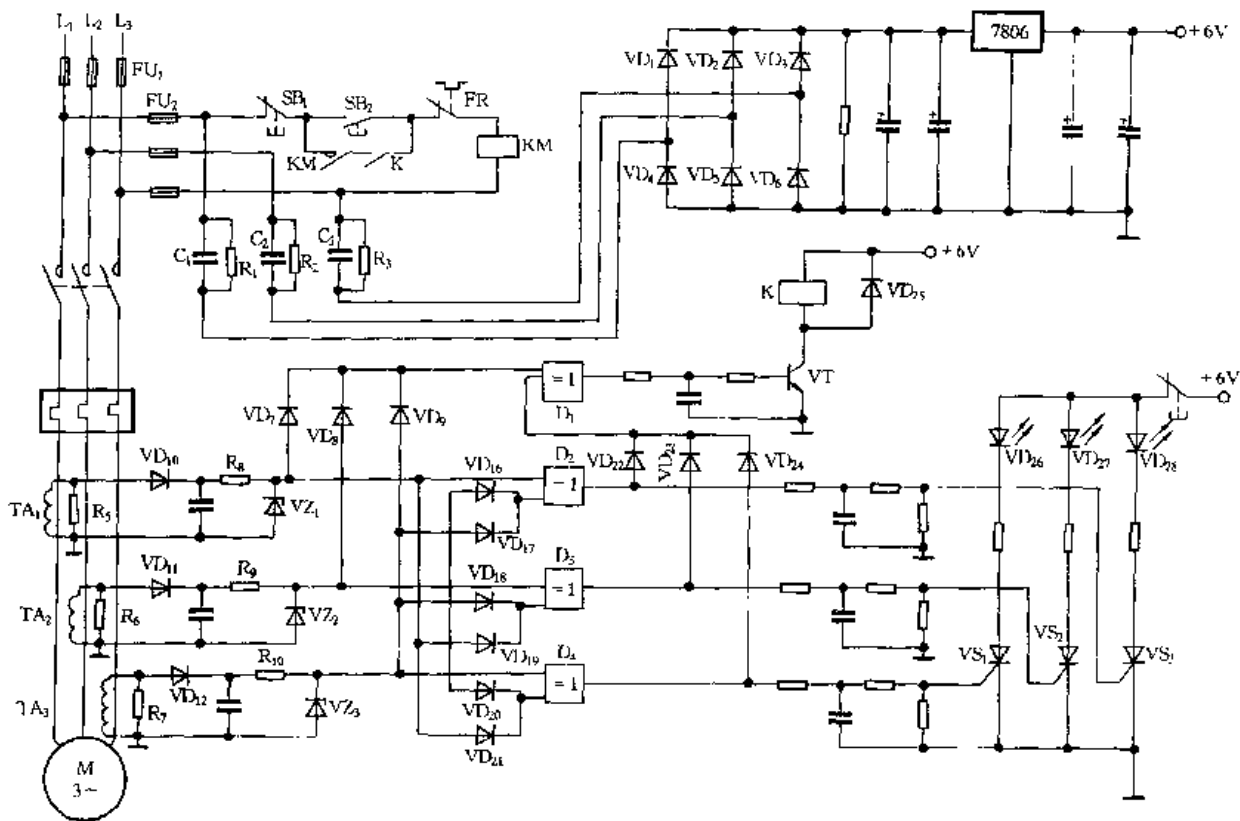 L₁ L₂ L₃
FU₁
FU₂
SB₁
SB₂
FR
KM
K
KM
C₁
R₁
C₂
R₂
C₃
R₃
VD₁
VD₂
VD₃
VD₄
VD₅
VD₆
7806
+6V
+6V
K
VD₂₅
VT
=1
D₁
VD₇
VD₈
VD₉
VD₂₂
VD₂₃
VD₂₄
+6V
VD₂₆
VD₂₇
VD₂₈
VD₁₀
R₈
TA₁
R₅
VZ₁
VD₁₆
VD₁₇
D₂
=1
VD₁₁
R₉
TA₂
R₆
VZ₂
VD₁₈
VD₁₉
D₃
=1
VD₁₂
R₁₀
TA₃
R₇
VZ₃
VD₂₀
VD₂₁
D₄
=1
VS₁
VS₂
VS₃
M
3~